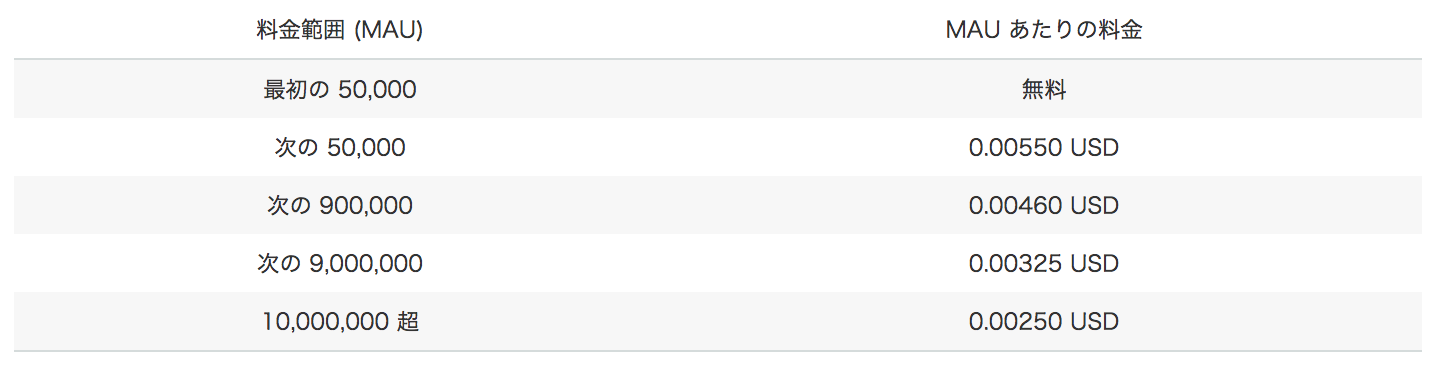 料金範囲 (MAU) MAU あたりの料金
最初の 50,000 無料
次の 50,000 0.00550 USD
次の 900,000 0.00460 USD
次の 9,000,000 0.00325 USD
10,000,000 超 0.00250 USD